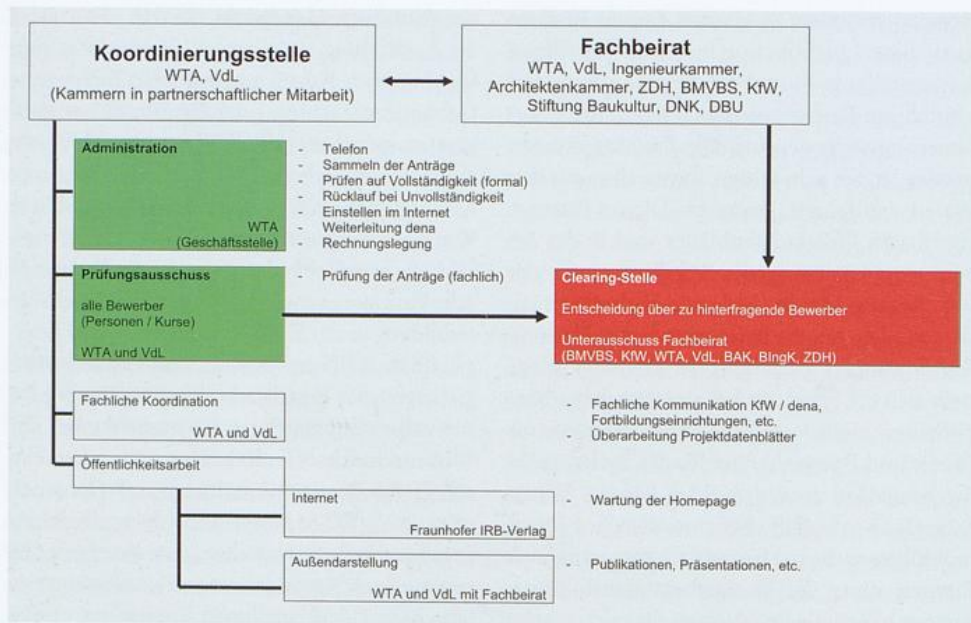 Koordinierungsstelle
WTA, VdL
(Kammern in partnerschaftlicher Mitarbeit)
Fachbeirat
WTA, VdL, Ingenieurkammer,
Architektenkammer, ZDH, BMVBS, KfW,
Stiftung Baukultur, DNK, DBU
Administration
WTA
(Geschäftsstelle)
- Telefon
- Sammeln der Anträge
- Prüfen auf Vollständigkeit (formal)
- Rücklauf bei Unvollständigkeit
- Einstellen im Internet
- Weiterleitung dena
- Rechnungslegung
Prüfungsausschuss
alle Bewerber
(Personen / Kurse)
WTA und VdL
- Prüfung der Anträge (fachlich)
Clearing-Stelle
Entscheidung über zu hinterfragende Bewerber
Unterausschuss Fachbeirat
(BMVBS, KfW, WTA, VdL, BAK, BIngK, ZDH)
Fachliche Koordination
WTA und VdL
- Fachliche Kommunikation KfW / dena,
Fortbildungseinrichtungen, etc.
- Überarbeitung Projektdatenblätter
Öffentlichkeitsarbeit
Internet
Fraunhofer IRB-Verlag
- Wartung der Homepage
Außendarstellung
WTA und VdL mit Fachbeirat
- Publikationen, Präsentationen, etc.